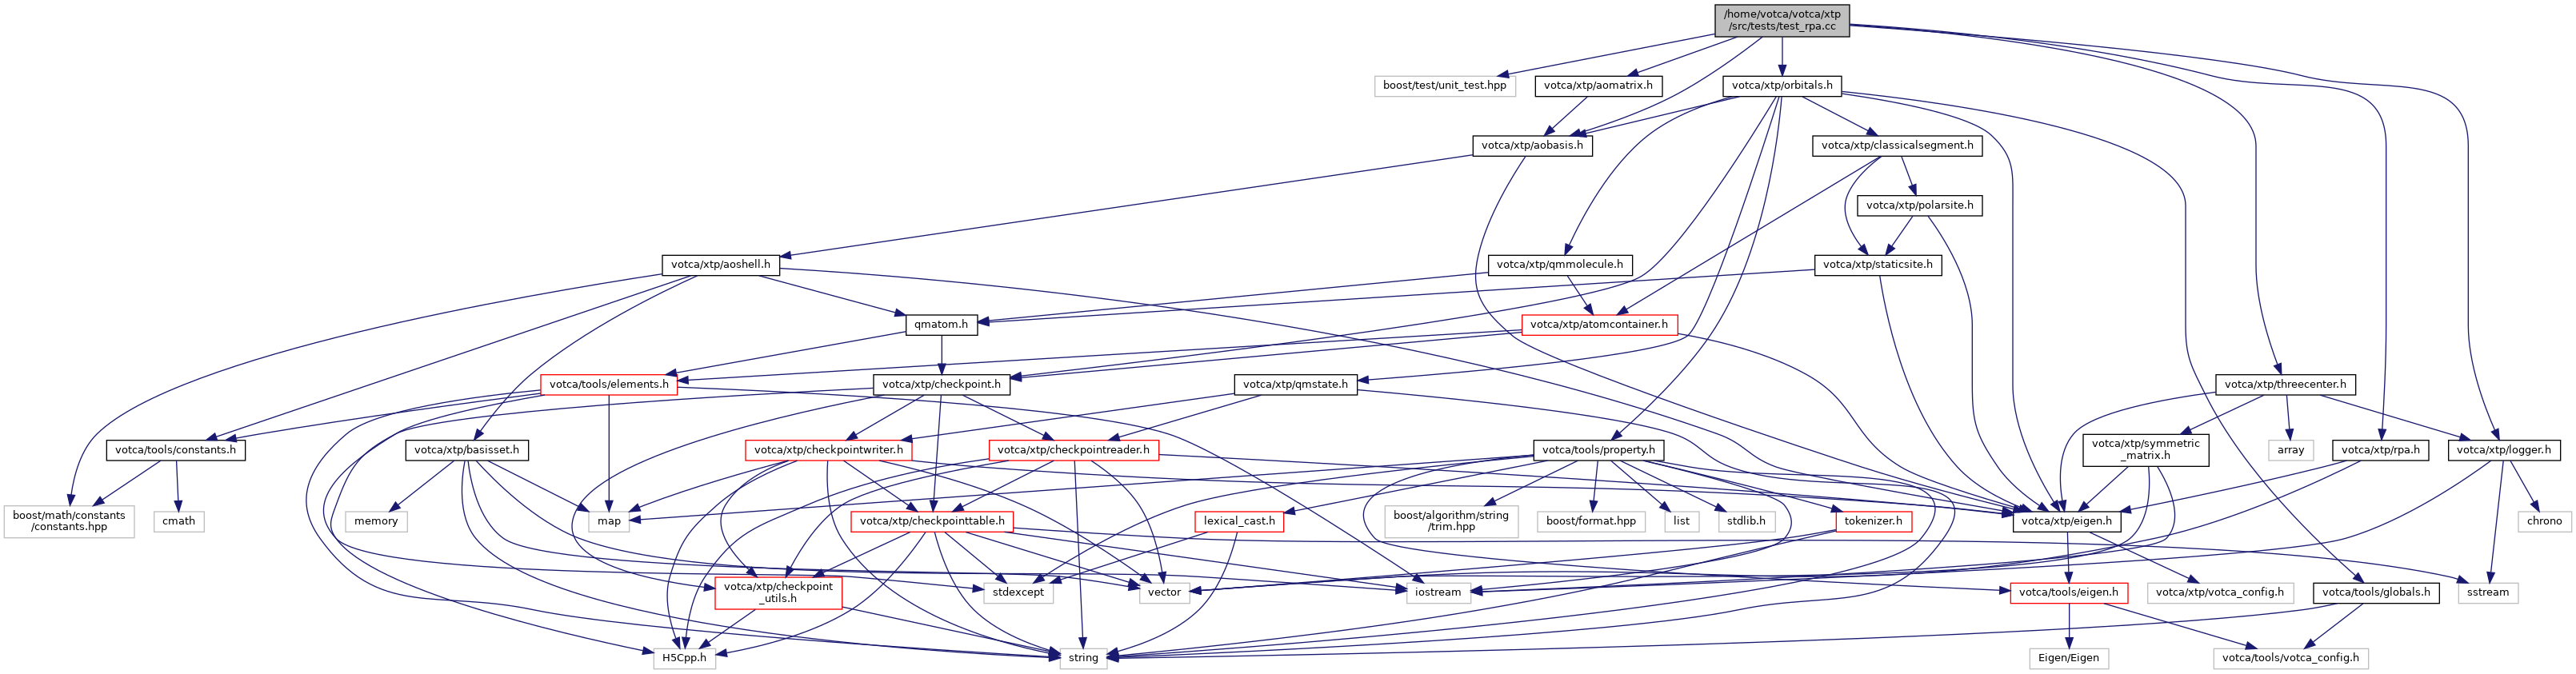 /home/votca/votca/xtp
/src/tests/test_rpa.cc
boost/test/unit_test.hpp
votca/xtp/aomatrix.h
votca/xtp/orbitals.h
votca/xtp/aobasis.h
votca/xtp/classicalsegment.h
votca/xtp/polarsite.h
votca/xtp/aoshell.h
votca/xtp/qmmolecule.h
votca/xtp/staticsite.h
qmatom.h
votca/xtp/atomcontainer.h
votca/tools/elements.h
votca/xtp/checkpoint.h
votca/xtp/qmstate.h
votca/xtp/threecenter.h
votca/tools/constants.h
votca/xtp/basisset.h
votca/xtp/checkpointwriter.h
votca/xtp/checkpointreader.h
votca/tools/property.h
votca/xtp/symmetric
_matrix.h
array
votca/xtp/rpa.h
votca/xtp/logger.h
boost/math/constants
/constants.hpp
cmath
memory
map
votca/xtp/checkpointtable.h
lexical_cast.h
boost/algorithm/string
/trim.hpp
boost/format.hpp
list
stdlib.h
tokenizer.h
votca/xtp/eigen.h
chrono
votca/xtp/checkpoint
_utils.h
stdexcept
vector
iostream
votca/tools/eigen.h
votca/xtp/votca_config.h
votca/tools/globals.h
sstream
H5Cpp.h
string
Eigen/Eigen
votca/tools/votca_config.h